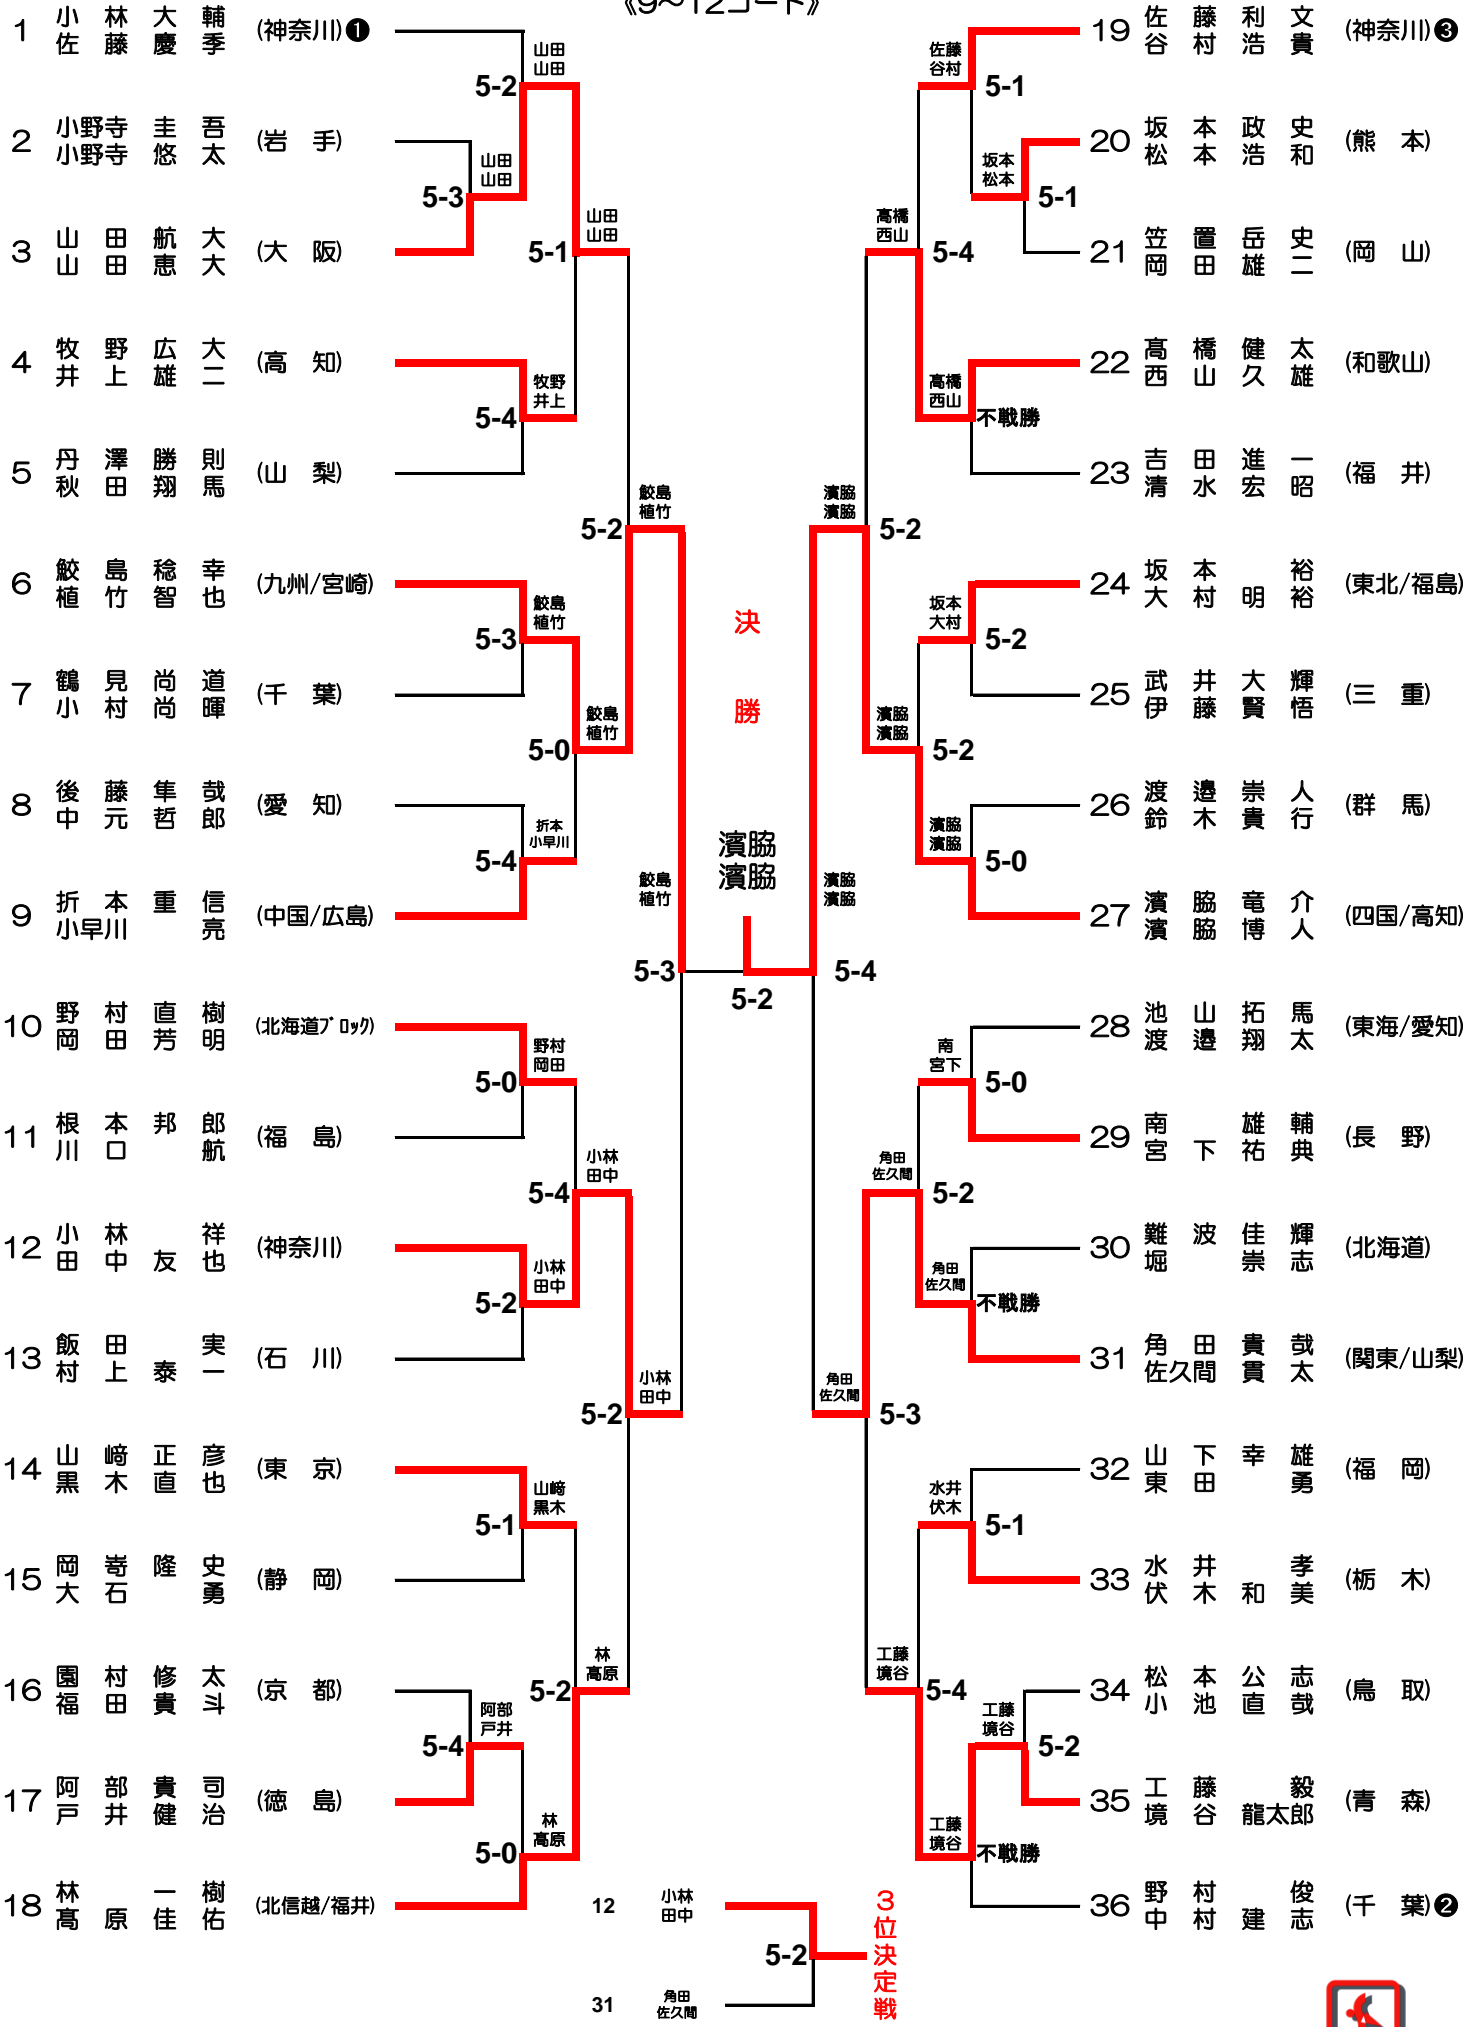 《9〜12コート》
1 小林大輔 (神奈川)❶
佐藤慶季
2 小野寺圭吾 (岩手)
小野寺悠太
3 山田航大 (大阪)
山田恵大
4 牧野広大 (高知)
井上雄二
5 丹澤勝則 (山梨)
秋田翔馬
6 鮫島稔幸 (九州/宮崎)
植竹智也
7 鶴見尚道 (千葉)
小村尚暉
8 後藤隼哉 (愛知)
中元哲郎
9 折本重信 (中国/広島)
小早川亮
10 野村直樹 (北海道ブロック)
岡田芳明
11 根本邦郎 (福島)
川口航
12 小林祥 (神奈川)
田中友也
13 飯田実 (石川)
村上泰一
14 山﨑正彦 (東京)
黒木直也
15 岡嵜隆史 (静岡)
大石勇
16 園村修太 (京都)
福田貴斗
17 阿部貴司 (徳島)
戸井健治
18 林一樹 (北信越/福井)
髙原佳佑
山田
山田
5-2
山田
山田
5-3
山田
山田
5-1
牧野
井上
5-4
鮫島
植竹
5-2
鮫島
植竹
5-3
鮫島
植竹
5-0
折本
小早川
5-4
鮫島
植竹
5-3
野村
岡田
5-0
小林
田中
5-4
小林
田中
5-2
小林
田中
5-2
山﨑
黒木
5-1
林
高原
5-2
阿部
戸井
5-4
林
高原
5-0
決
勝
濱脇
濱脇
5-2
19 佐藤利文 (神奈川)❸
谷村浩貴
20 坂本政史 (熊本)
松本浩和
21 笠置岳史 (岡山)
岡田雄二
22 髙橋健太 (和歌山)
西山久雄
23 吉田進一 (福井)
清水宏昭
24 坂本裕 (東北/福島)
大村明裕
25 武井大輝 (三重)
伊藤賢悟
26 渡邉崇人 (群馬)
鈴木貴行
27 濱脇竜介 (四国/高知)
濱脇博人
28 池山拓馬 (東海/愛知)
渡邉翔太
29 南雄輔 (長野)
宮下祐典
30 難波佳輝 (北海道)
堀崇志
31 角田貴哉 (関東/山梨)
佐久間貫太
32 山下幸雄 (福岡)
東田勇
33 水井孝 (栃木)
伏木和美
34 松本公志 (鳥取)
小池直哉
35 工藤毅 (青森)
境谷龍太郎
36 野村俊 (千葉)❷
中村建志
佐藤
谷村
5-1
坂本
松本
5-1
高橋
西山
5-4
高橋
西山
不戦勝
濱脇
濱脇
5-2
坂本
大村
5-2
濱脇
濱脇
5-2
濱脇
濱脇
5-0
濱脇
濱脇
5-4
南
宮下
5-0
角田
佐久間
5-2
角田
佐久間
不戦勝
角田
佐久間
5-3
水井
伏木
5-1
工藤
境谷
5-4
工藤
境谷
5-2
工藤
境谷
不戦勝
12 小林
田中
5-2
31 角田
佐久間
3位決定戦